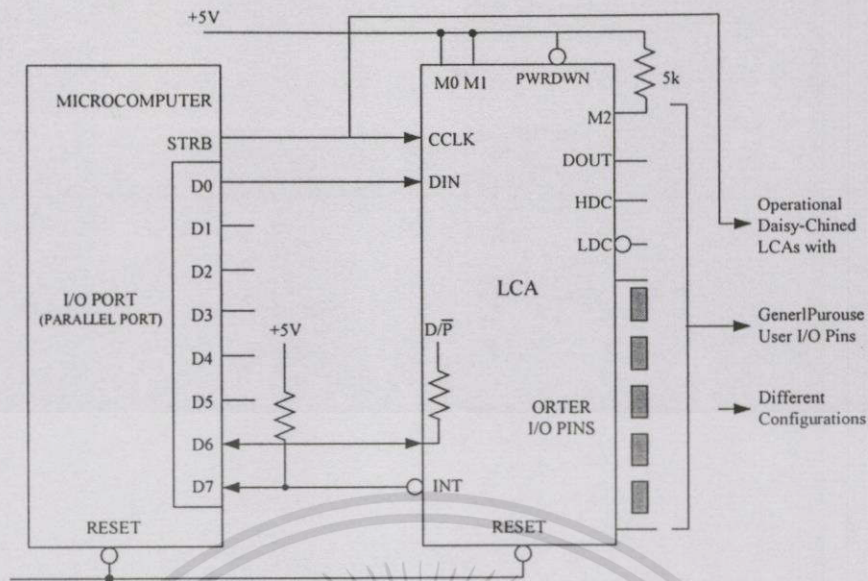 +5V
MICROCOMPUTER
STRB
D0
D1
D2
D3
D4
D5
D6
D7
I/O PORT
(PARALLEL PORT)
RESET
+5V
M0 M1
PWRDWN
5k
CCLK
DIN
M2
DOUT
HDC
LDC
LCA
D/P̅
ORTER
I/O PINS
INT
RESET
Operational
Daisy-Chined
LCAs with
GenerlPurouse
User I/O Pins
Different
Configurations